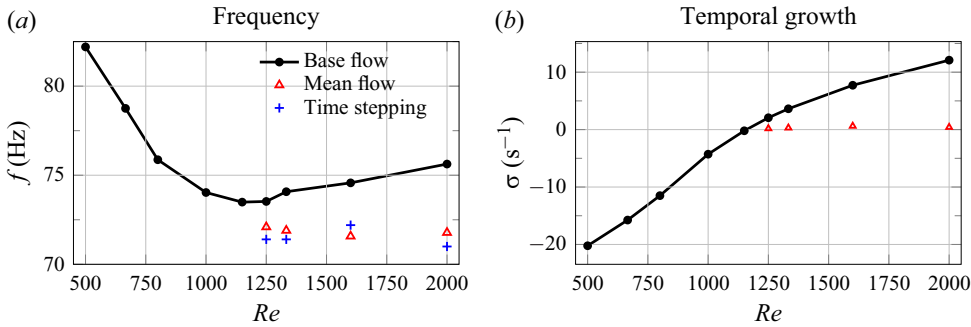 (a) Frequency
80
75
70
f (Hz)
Base flow
Mean flow
Time stepping
500 750 1000 1250 1500 1750 2000
Re
(b) Temporal growth
10
0
−10
−20
σ (s⁻¹)
500 750 1000 1250 1500 1750 2000
Re